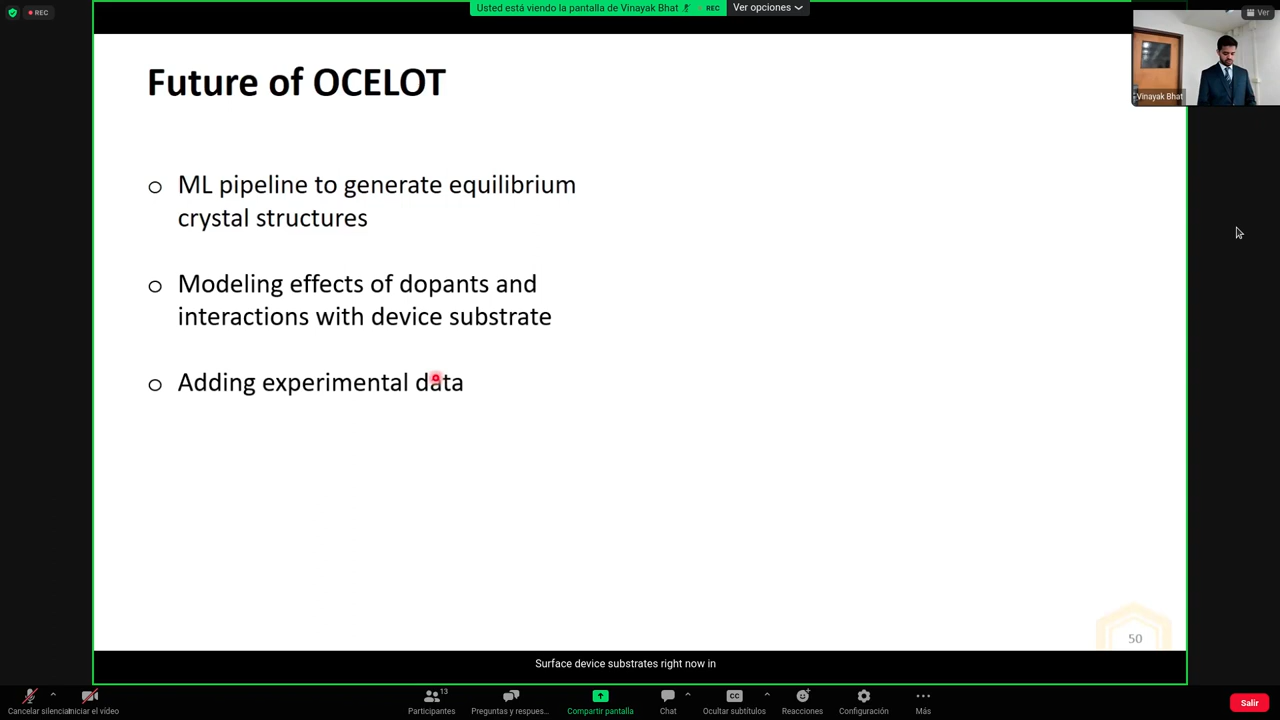 Usted está viendo la pantalla de Vinayak Bhat
REC
Ver opciones
REC
Ver
Vinayak Bhat
Future of OCELOT
ML pipeline to generate equilibrium
crystal structures
Modeling effects of dopants and
interactions with device substrate
Adding experimental data
50
Surface device substrates right now in
Cancelar silenciar
Iniciar el vídeo
Participantes
13
Preguntas y respues...
Compartir pantalla
Chat
CC
Ocultar subtítulos
Reacciones
Configuración
Más
Salir